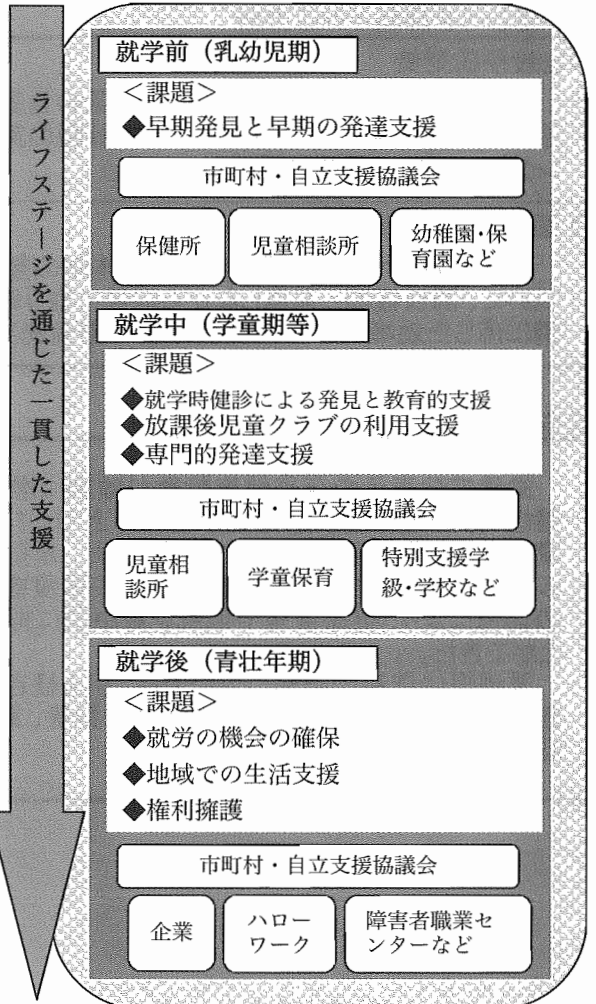 ライフステージを通じた一貫した支援
就学前（乳幼児期）
＜課題＞
◆早期発見と早期の発達支援
市町村・自立支援協議会
保健所
児童相談所
幼稚園・保
育園など
就学中（学童期等）
＜課題＞
◆就学時健診による発見と教育的支援
◆放課後児童クラブの利用支援
◆専門的発達支援
市町村・自立支援協議会
児童相
談所
学童保育
特別支援学
級・学校など
就学後（青壮年期）
＜課題＞
◆就労の機会の確保
◆地域での生活支援
◆権利擁護
市町村・自立支援協議会
企業
ハロー
ワーク
障害者職業セ
ンターなど